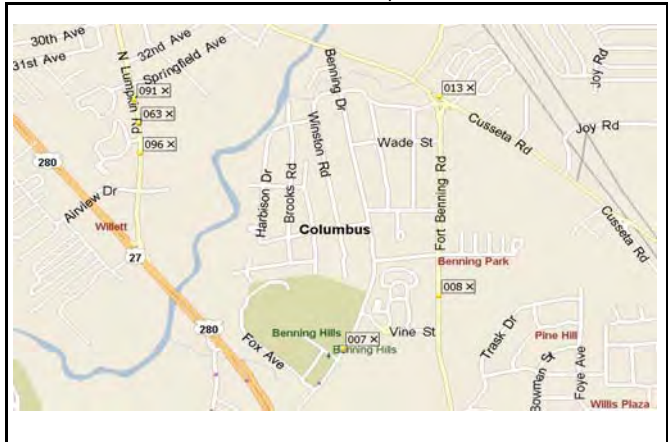 30th Ave
31st Ave
N Lumpkin Rd
32nd Ave
Springfield Ave
091 ×
063 ×
096 ×
280
Airview Dr
Willett
27
280
Fox Ave
Harbison Dr
Brooks Rd
Winston Rd
Benning Dr
Columbus
Wade St
013 ×
Cusseta Rd
Joy Rd
Joy Rd
Cusseta Rd
Fort Benning Rd
Benning Park
008 ×
Benning Hills
007 ×
Benning Hills
Vine St
Trask Dr
Pine Hill
Bowman St
Foye Ave
Willis Plaza